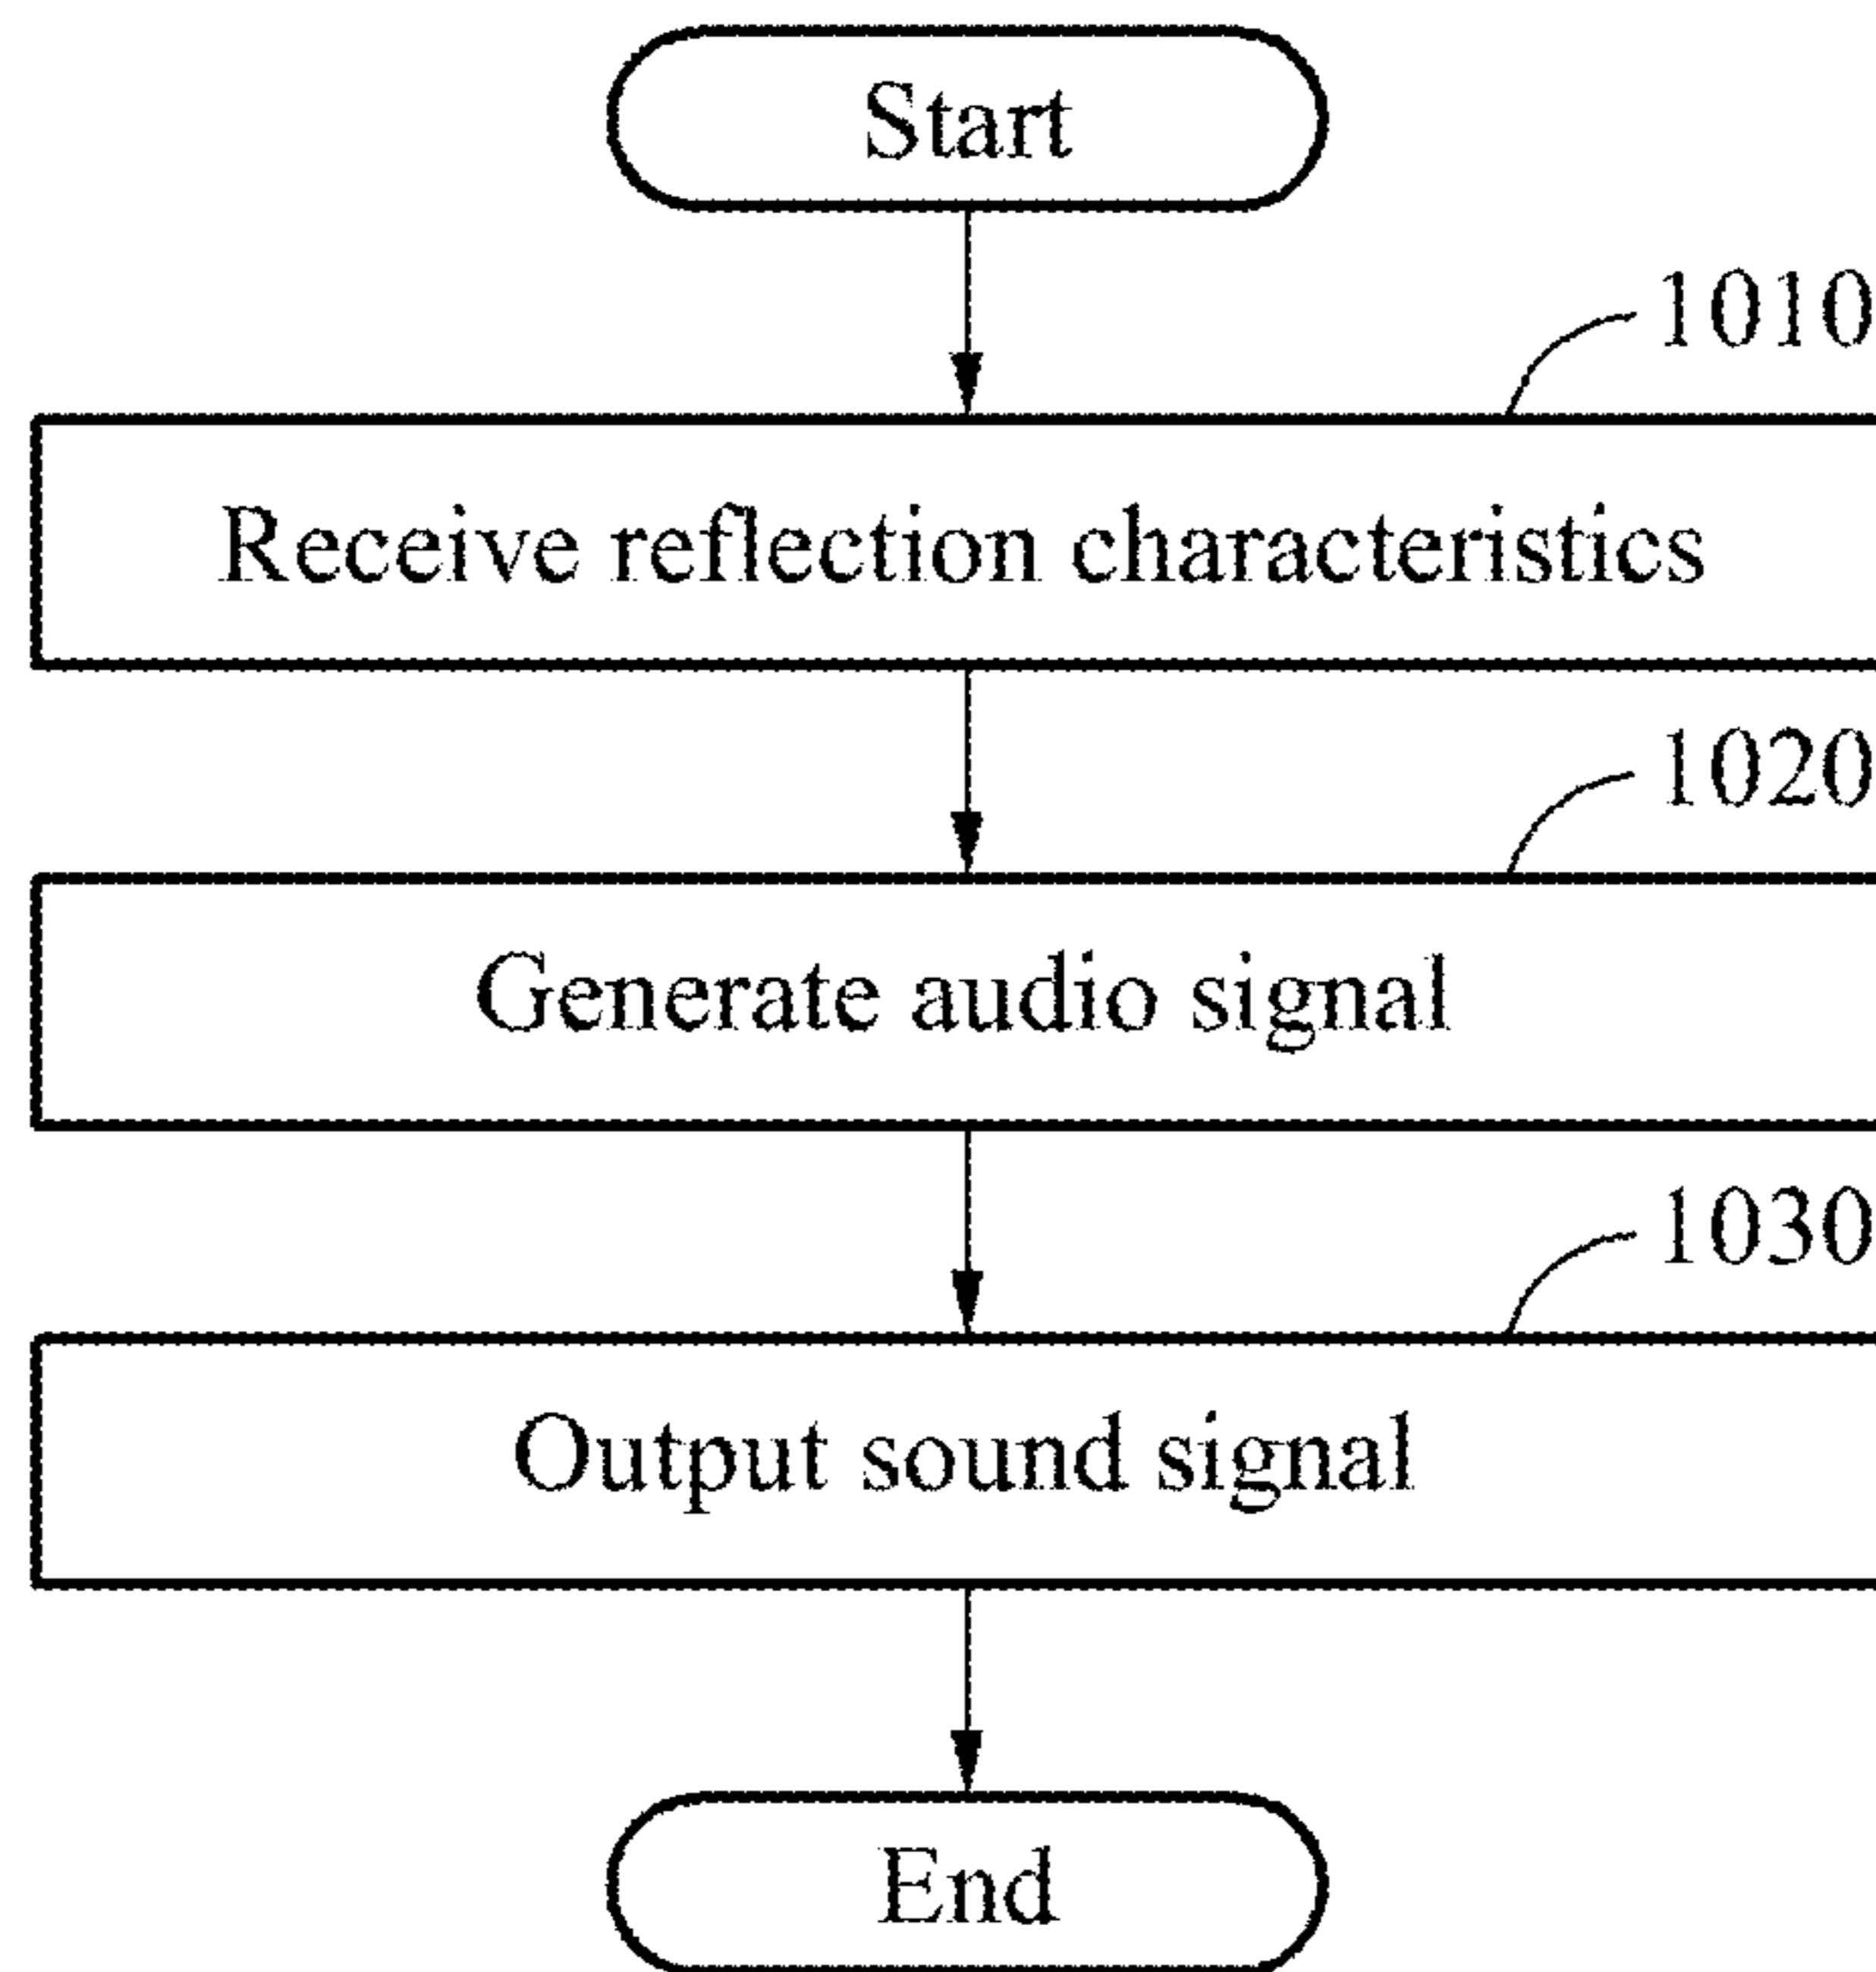 Start
1010
Receive reflection characteristics
1020
Generate audio signal
1030
Output sound signal
End